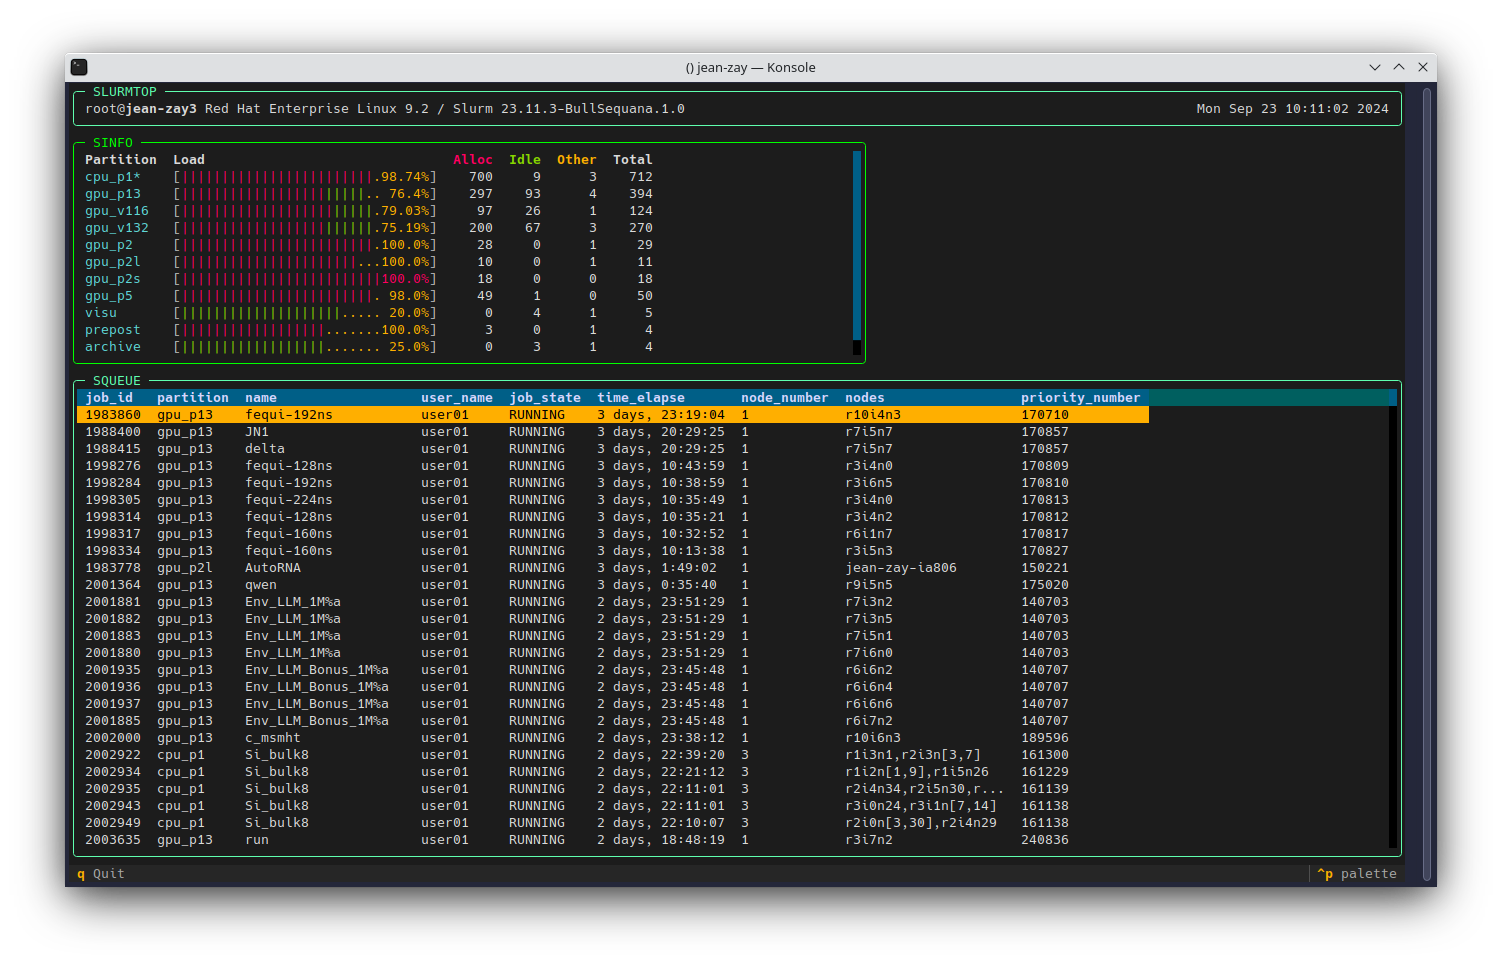 () jean-zay — Konsole
SLURMTOP
root@jean-zay3 Red Hat Enterprise Linux 9.2 / Slurm 23.11.3-BullSequana.1.0 Mon Sep 23 10:11:02 2024
SINFO
Partition Load Alloc Idle Other Total
cpu_p1* [||||||||||||||||||||||||.98.74%] 700 9 3 712
gpu_p13 [|||||||||||||||||||||||.. 76.4%] 297 93 4 394
gpu_v116 [||||||||||||||||||||||||.79.03%] 97 26 1 124
gpu_v132 [||||||||||||||||||||||||.75.19%] 200 67 3 270
gpu_p2 [||||||||||||||||||||||||.100.0%] 28 0 1 29
gpu_p2l [||||||||||||||||||||||...100.0%] 10 0 1 11
gpu_p2s [|||||||||||||||||||||||||100.0%] 18 0 0 18
gpu_p5 [||||||||||||||||||||||||. 98.0%] 49 1 0 50
visu [||||||||||||||||||||..... 20.0%] 0 4 1 5
prepost [||||||||||||||||||.......100.0%] 3 0 1 4
archive [||||||||||||||||||....... 25.0%] 0 3 1 4
SQUEUE
job_id partition name user_name job_state time_elapse node_number nodes priority_number
1983860 gpu_p13 fequi-192ns user01 RUNNING 3 days, 23:19:04 1 r10i4n3 170710
1988400 gpu_p13 JN1 user01 RUNNING 3 days, 20:29:25 1 r7i5n7 170857
1988415 gpu_p13 delta user01 RUNNING 3 days, 20:29:25 1 r7i5n7 170857
1998276 gpu_p13 fequi-128ns user01 RUNNING 3 days, 10:43:59 1 r3i4n0 170809
1998284 gpu_p13 fequi-192ns user01 RUNNING 3 days, 10:38:59 1 r3i6n5 170810
1998305 gpu_p13 fequi-224ns user01 RUNNING 3 days, 10:35:49 1 r3i4n0 170813
1998314 gpu_p13 fequi-128ns user01 RUNNING 3 days, 10:35:21 1 r3i4n2 170812
1998317 gpu_p13 fequi-160ns user01 RUNNING 3 days, 10:32:52 1 r6i1n7 170817
1998334 gpu_p13 fequi-160ns user01 RUNNING 3 days, 10:13:38 1 r3i5n3 170827
1983778 gpu_p2l AutoRNA user01 RUNNING 3 days, 1:49:02 1 jean-zay-ia806 150221
2001364 gpu_p13 qwen user01 RUNNING 3 days, 0:35:40 1 r9i5n5 175020
2001881 gpu_p13 Env_LLM_1M%a user01 RUNNING 2 days, 23:51:29 1 r7i3n2 140703
2001882 gpu_p13 Env_LLM_1M%a user01 RUNNING 2 days, 23:51:29 1 r7i3n5 140703
2001883 gpu_p13 Env_LLM_1M%a user01 RUNNING 2 days, 23:51:29 1 r7i5n1 140703
2001880 gpu_p13 Env_LLM_1M%a user01 RUNNING 2 days, 23:51:29 1 r7i6n0 140703
2001935 gpu_p13 Env_LLM_Bonus_1M%a user01 RUNNING 2 days, 23:45:48 1 r6i6n2 140707
2001936 gpu_p13 Env_LLM_Bonus_1M%a user01 RUNNING 2 days, 23:45:48 1 r6i6n4 140707
2001937 gpu_p13 Env_LLM_Bonus_1M%a user01 RUNNING 2 days, 23:45:48 1 r6i6n6 140707
2001885 gpu_p13 Env_LLM_Bonus_1M%a user01 RUNNING 2 days, 23:45:48 1 r6i7n2 140707
2002000 gpu_p13 c_msmht user01 RUNNING 2 days, 23:38:12 1 r10i6n3 189596
2002922 cpu_p1 Si_bulk8 user01 RUNNING 2 days, 22:39:20 3 r1i3n1,r2i3n[3,7] 161300
2002934 cpu_p1 Si_bulk8 user01 RUNNING 2 days, 22:21:12 3 r1i2n[1,9],r1i5n26 161229
2002935 cpu_p1 Si_bulk8 user01 RUNNING 2 days, 22:11:01 3 r2i4n34,r2i5n30,r... 161139
2002943 cpu_p1 Si_bulk8 user01 RUNNING 2 days, 22:11:01 3 r3i0n24,r3i1n[7,14] 161138
2002949 cpu_p1 Si_bulk8 user01 RUNNING 2 days, 22:10:07 3 r2i0n[3,30],r2i4n29 161138
2003635 gpu_p13 run user01 RUNNING 2 days, 18:48:19 1 r3i7n2 240836
q Quit ^p palette